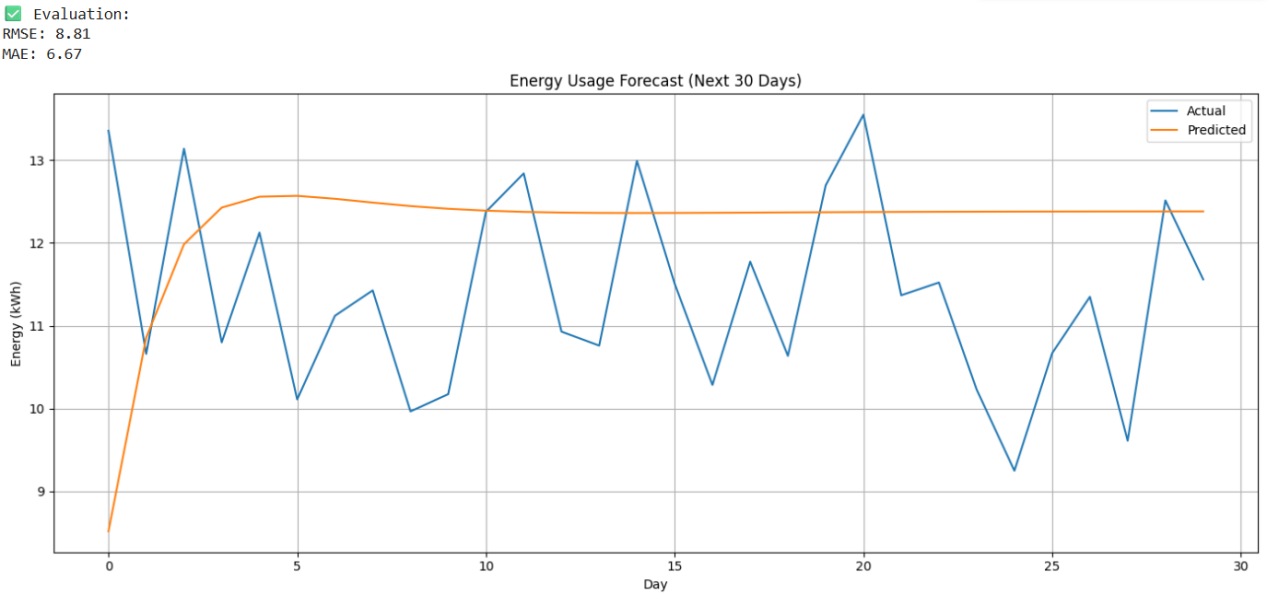 ✅ Evaluation:
RMSE: 8.81
MAE: 6.67
Energy Usage Forecast (Next 30 Days)
Actual
Predicted
13
12
11
10
9
Energy (kWh)
0 5 10 15 20 25 30
Day